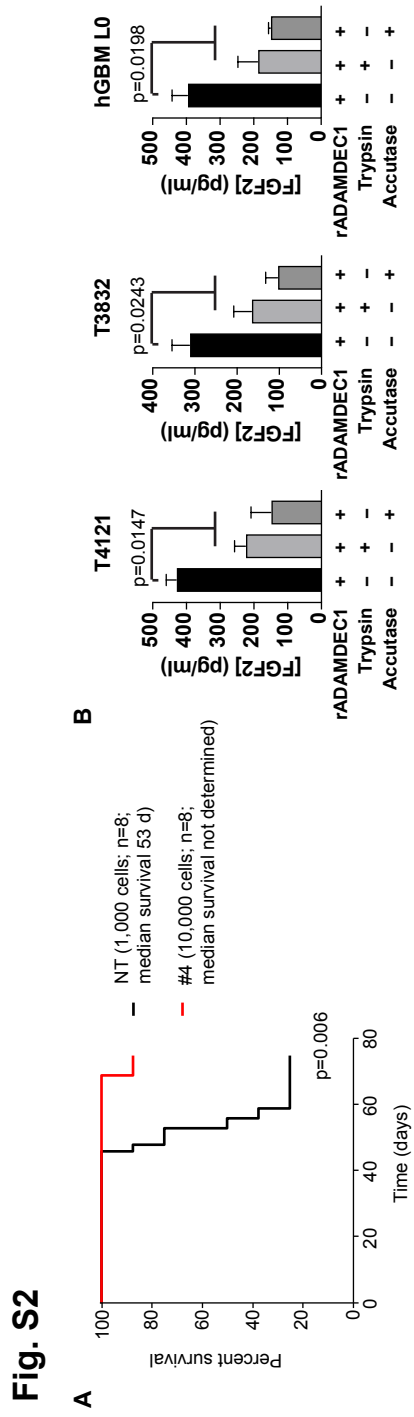 Fig. S2
A
Percent survival
100
80
60
40
20
0
0
20
40
60
80
Time (days)
p=0.006
NT (1,000 cells; n=8;
median survival 53 d)
#4 (10,000 cells; n=8;
median survival not determined)
B
T4121
p=0.0147
[FGF2] (pg/ml)
500
400
300
200
100
0
rADAMDEC1 + + +
Trypsin − + −
Accutase − − +
T3832
p=0.0243
[FGF2] (pg/ml)
400
300
200
100
0
rADAMDEC1 + + +
Trypsin − + −
Accutase − − +
hGBM L0
p=0.0198
[FGF2] (pg/ml)
500
400
300
200
100
0
rADAMDEC1 + + +
Trypsin − + −
Accutase − − +